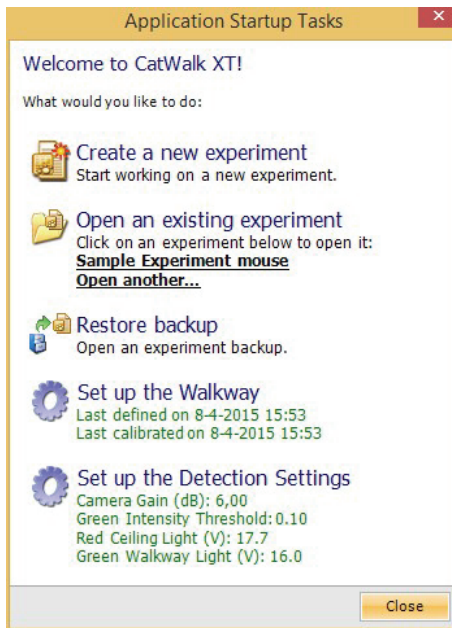 Application Startup Tasks
Welcome to CatWalk XT!
What would you like to do:
Create a new experiment
Start working on a new experiment.
Open an existing experiment
Click on an experiment below to open it:
Sample Experiment mouse
Open another...
Restore backup
Open an experiment backup.
Set up the Walkway
Last defined on 8-4-2015 15:53
Last calibrated on 8-4-2015 15:53
Set up the Detection Settings
Camera Gain (dB): 6,00
Green Intensity Threshold: 0.10
Red Ceiling Light (V): 17.7
Green Walkway Light (V): 16.0
Close